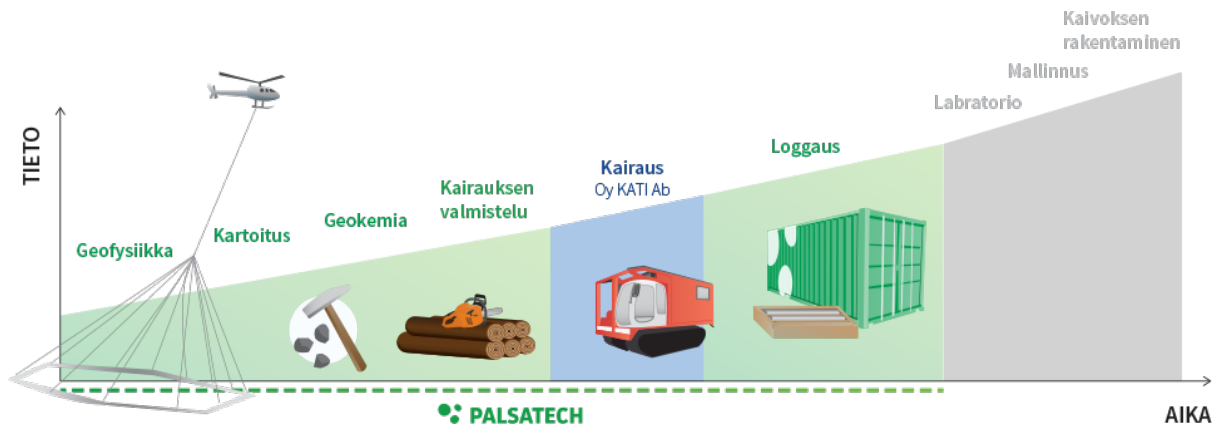 Kaivoksen
rakentaminen
Mallinnus
Labratorio
TIETO
Loggaus
Kairaus
Oy KATI Ab
Kairauksen
valmistelu
Geokemia
Kartoitus
Geofysiikka
PALSATECH
AIKA